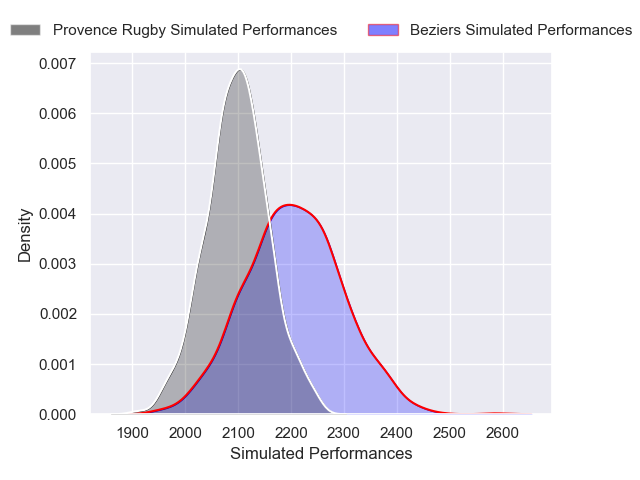 Provence Rugby Simulated Performances
Beziers Simulated Performances
0.007
0.006
0.005
0.004
0.003
0.002
0.001
0.000
Density
1900 2000 2100 2200 2300 2400 2500 2600
Simulated Performances